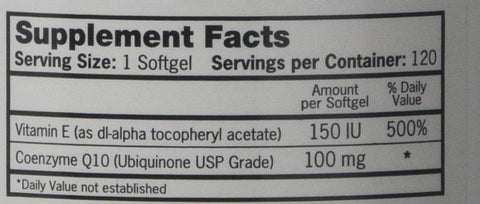 Supplement Facts
Serving Size: 1 Softgel Servings per Container: 120
Amount per Softgel % Daily Value
Vitamin E (as dl-alpha tocopheryl acetate) 150 IU 500%
Coenzyme Q10 (Ubiquinone USP Grade) 100 mg *
*Daily Value not established